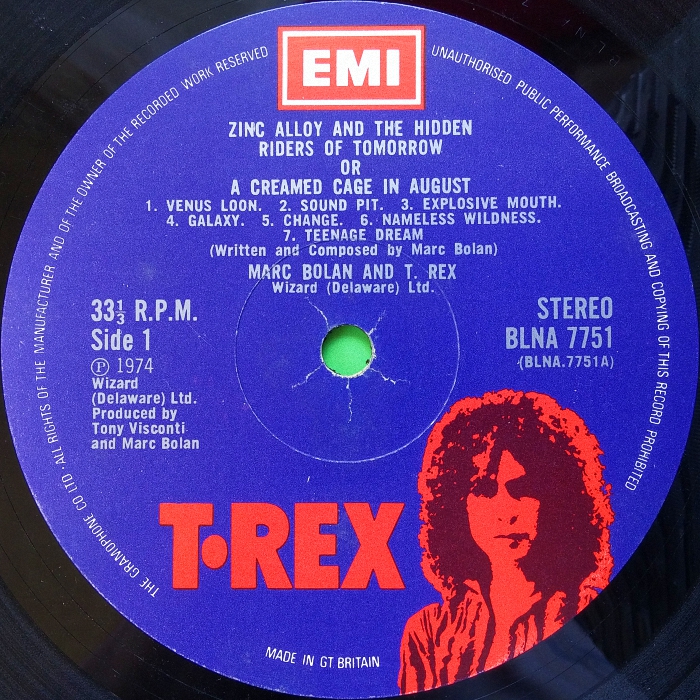 EMI
THE GRAMOPHONE CO LTD · ALL RIGHTS OF THE MANUFACTURER AND OF THE OWNER OF THE RECORDED WORK RESERVED
UNAUTHORISED PUBLIC PERFORMANCE BROADCASTING AND COPYING OF THIS RECORD PROHIBITED
ZINC ALLOY AND THE HIDDEN
RIDERS OF TOMORROW
OR
A CREAMED CAGE IN AUGUST
1. VENUS LOON. 2. SOUND PIT. 3. EXPLOSIVE MOUTH.
4. GALAXY. 5. CHANGE. 6. NAMELESS WILDNESS.
7. TEENAGE DREAM
(Written and Composed by Marc Bolan)
MARC BOLAN AND T. REX
Wizard (Delaware) Ltd.
33⅓ R.P.M.
Side 1
Ⓟ 1974
Wizard
(Delaware) Ltd.
Produced by
Tony Visconti
and Marc Bolan
STEREO
BLNA 7751
(BLNA.7751A)
T·REX
MADE IN GT BRITAIN